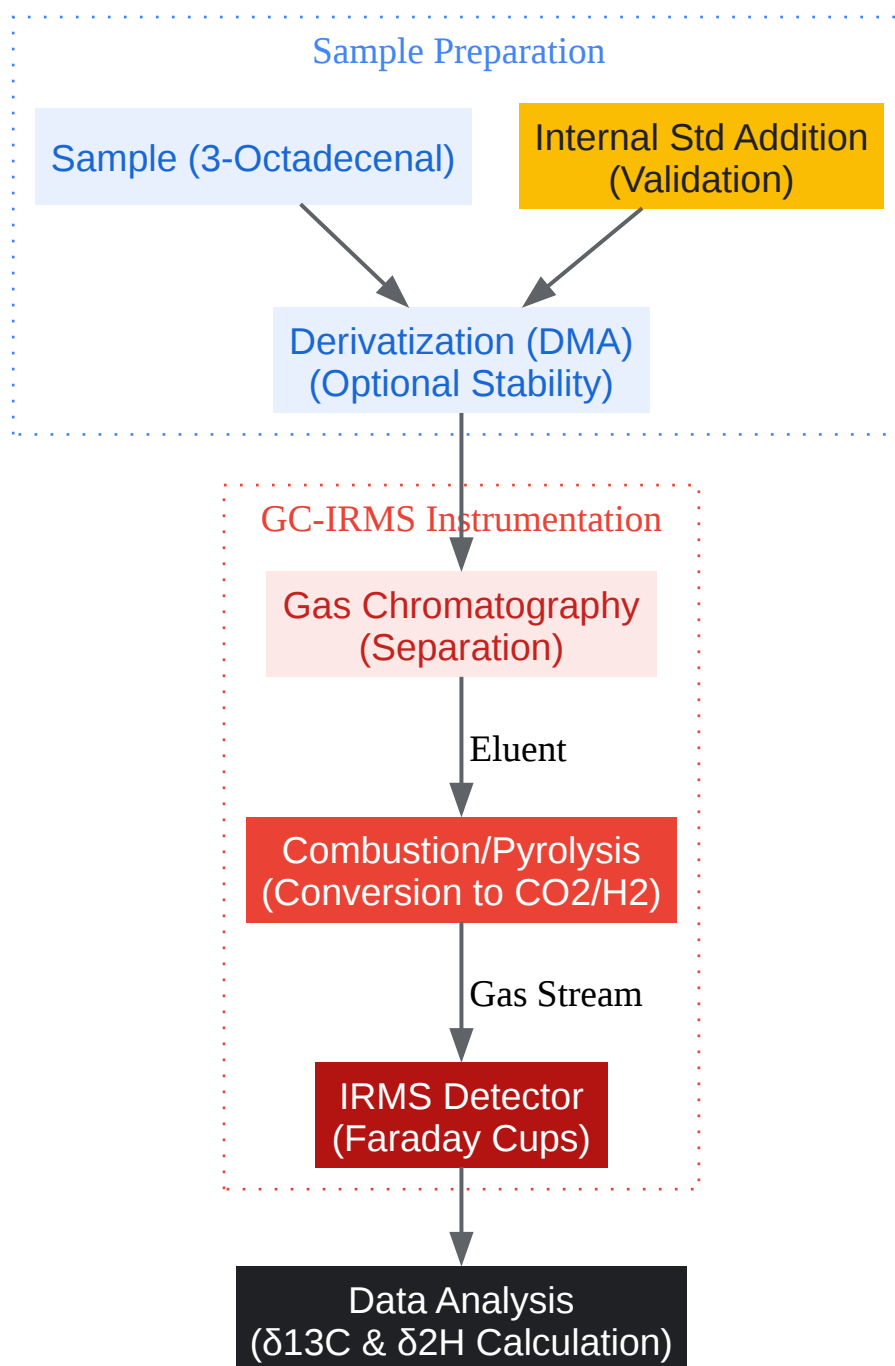 Sample Preparation
Sample (3-Octadecenal)
Internal Std Addition
(Validation)
Derivatization (DMA)
(Optional Stability)
GC-IRMS Instrumentation
Gas Chromatography
(Separation)
Eluent
Combustion/Pyrolysis
(Conversion to CO2/H2)
Gas Stream
IRMS Detector
(Faraday Cups)
Data Analysis
(δ13C & δ2H Calculation)